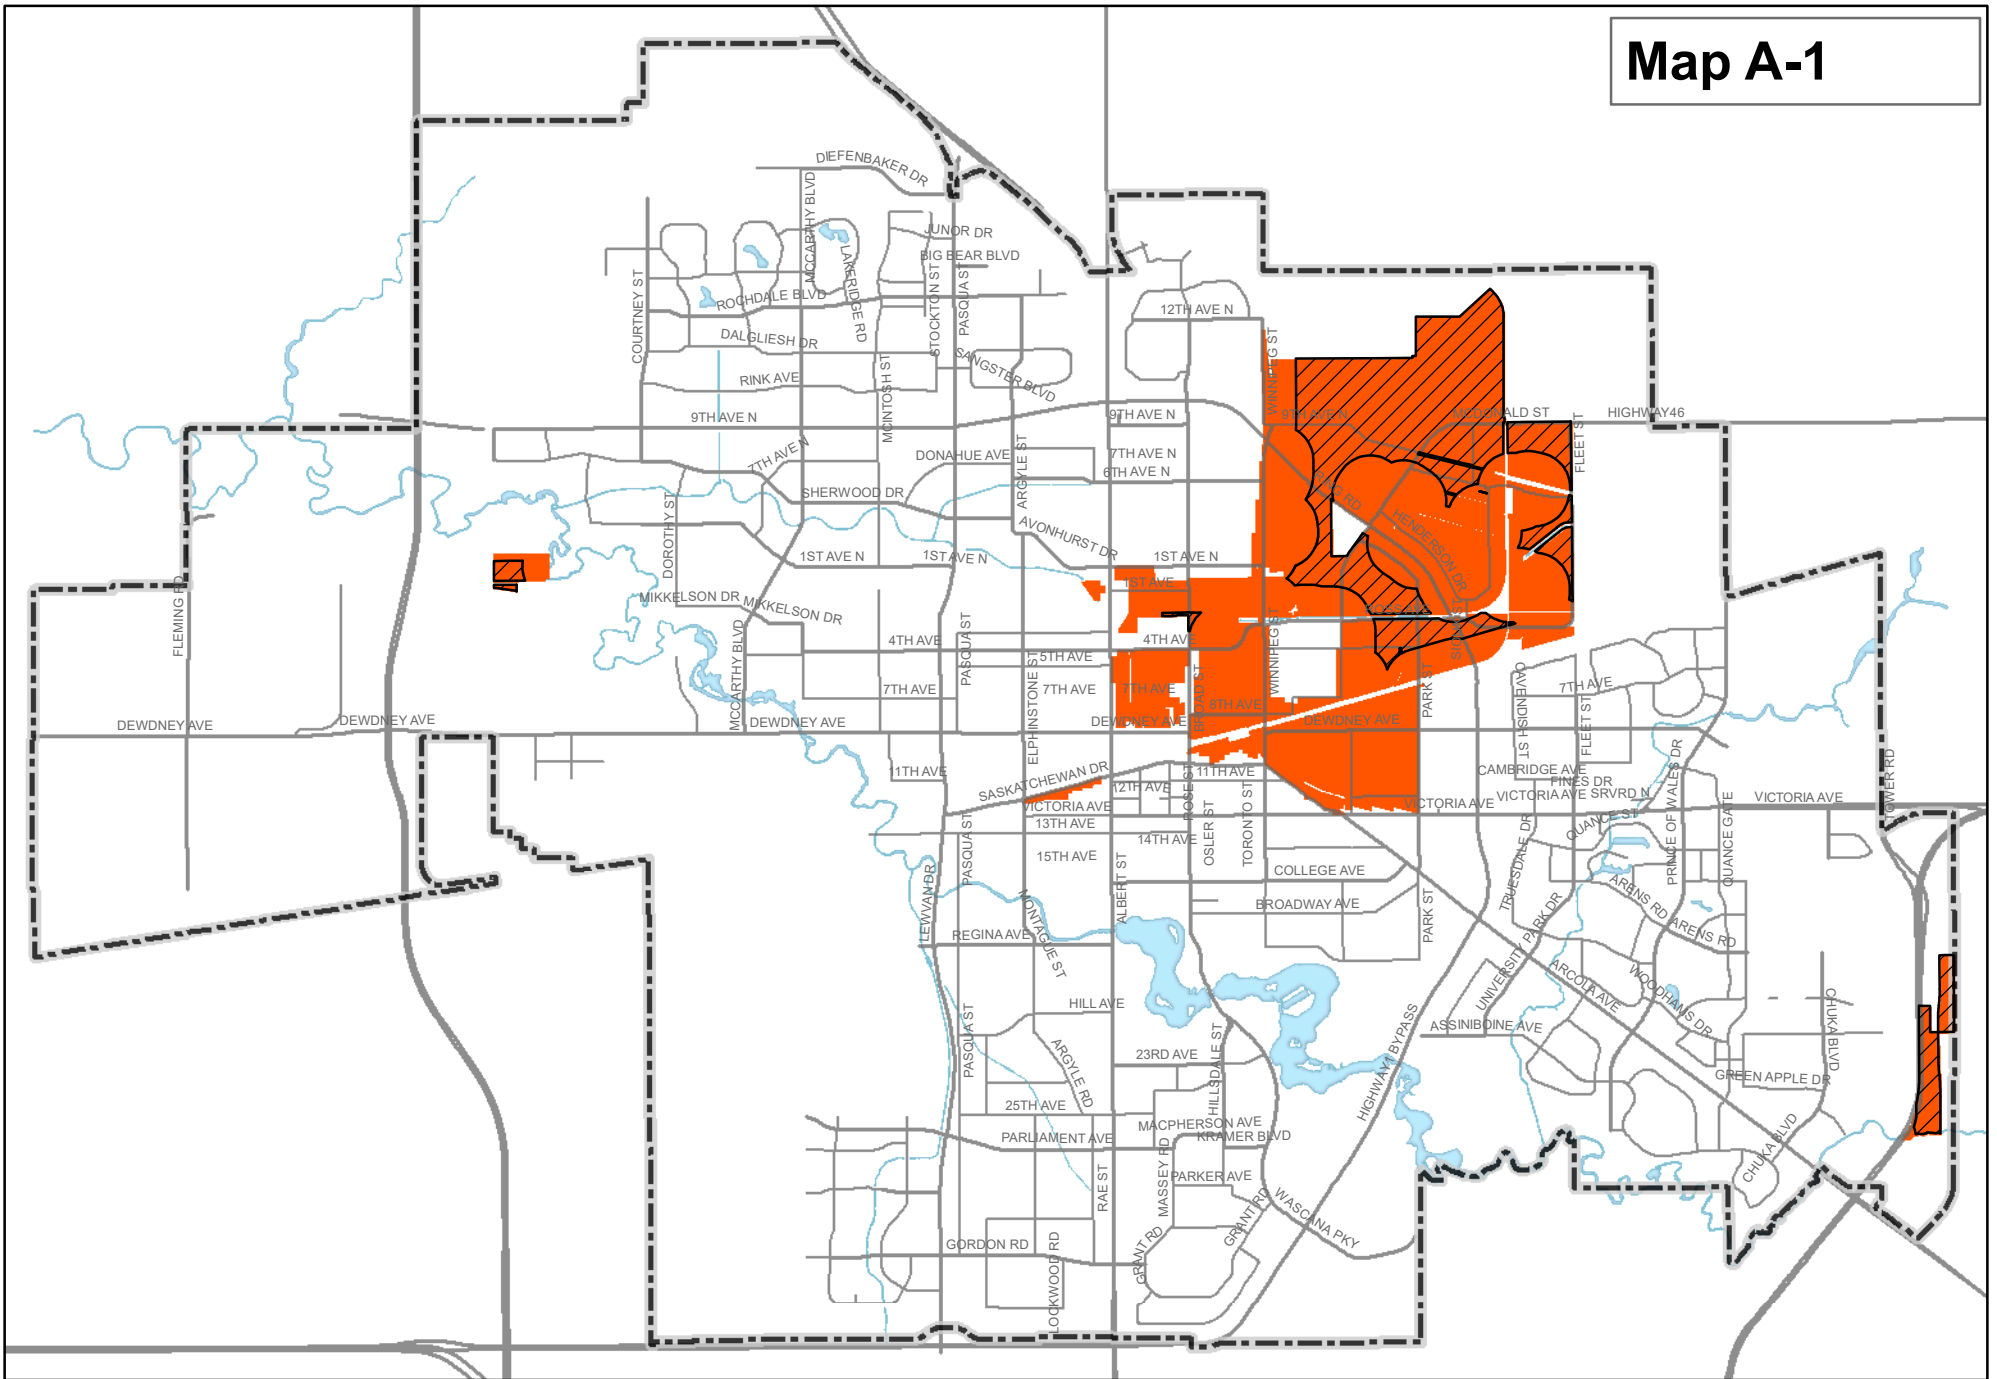 Map A-1
DIEFENBAKER DR
MCCARTHY BLVD
JUNOR DR
BIG BEAR BLVD
LAKERIDGE RD
STOCKTON ST
PASQUA ST
COURTNEY ST
ROCHDALE BLVD
DALGLIESH DR
12TH AVE N
WINNIPEG ST
SANGSTER BLVD
RINK AVE
MCINTOSH ST
9TH AVE N
9TH AVE N
9TH AVE N
MCDONALD ST
HIGHWAY46
FLEET ST
7TH AVE N
DONAHUE AVE
ARGYLE ST
7TH AVE N
6TH AVE N
SHERWOOD DR
RING RD
HENDERSON DR
DOROTHY ST
AVONHURST DR
1ST AVE N
1ST AVE N
1ST AVE N
1ST AVE
FLEMING RD
MIKKELSON DR
MIKKELSON DR
ROSS AVE
4TH AVE
4TH AVE
5TH AVE
MCCARTHY BLVD
PASQUA ST
ELPHINSTONE ST
WINNIPEG ST
BROAD ST
PARK ST
CAVENDISH ST
7TH AVE
7TH AVE
7TH AVE
7TH AVE
8TH AVE
FLEET ST
DEWDNEY AVE
DEWDNEY AVE
DEWDNEY AVE
DEWDNEY AVE
DEWDNEY AVE
PRINCE OF WALES DR
TOWER RD
11TH AVE
SASKATCHEWAN DR
11TH AVE
12TH AVE
ROSE ST
CAMBRIDGE AVE
FINES DR
VICTORIA AVE
VICTORIA AVE
VICTORIA AVE SRVRD N
VICTORIA AVE
13TH AVE
14TH AVE
15TH AVE
OSLER ST
TORONTO ST
QUANCE ST
QUANCE GATE
TRUESDALE DR
PASQUA ST
LEWVAN DR
MONTAGUE ST
ALBERT ST
COLLEGE AVE
BROADWAY AVE
PARK ST
ARENS RD
ARENS RD
REGINA AVE
UNIVERSITY PARK DR
ARCOLA AVE
WOODHAMS DR
CHUKA BLVD
HILL AVE
ASSINIBOINE AVE
PASQUA ST
ARGYLE RD
23RD AVE
HILLSDALE ST
HIGHWAY 1 BYPASS
GREEN APPLE DR
25TH AVE
MACPHERSON AVE
KRAMER BLVD
PARLIAMENT AVE
CHUKA BLVD
RAE ST
MASSEY RD
PARKER AVE
GRANT RD
GRANT RD
WASCANA PKY
GORDON RD
LOCKWOOD RD